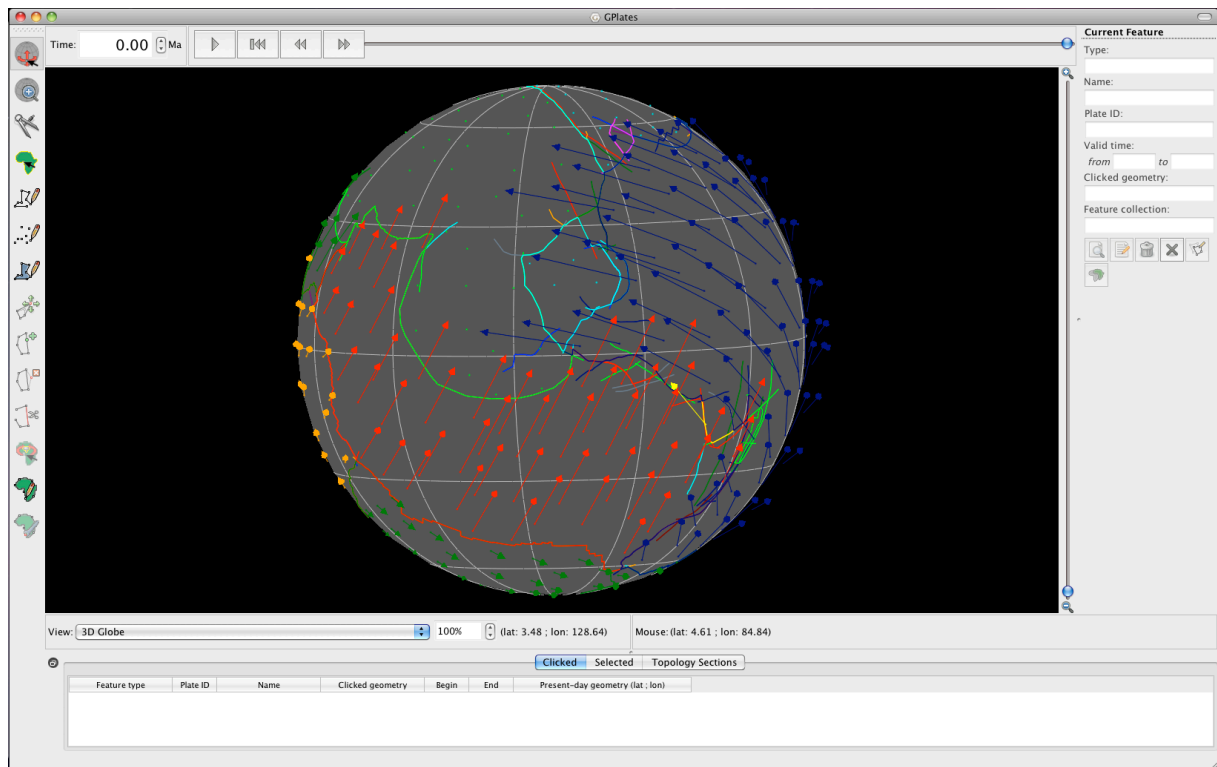 GPlates
Time: 0.00 Ma
Current Feature
Type:
Name:
Plate ID:
Valid time:
from to
Clicked geometry:
Feature collection:
View: 3D Globe 100% (lat: 3.48 ; lon: 128.64) Mouse: (lat: 4.61 ; lon: 84.84)
Clicked Selected Topology Sections
Feature type Plate ID Name Clicked geometry Begin End Present-day geometry (lat ; lon)